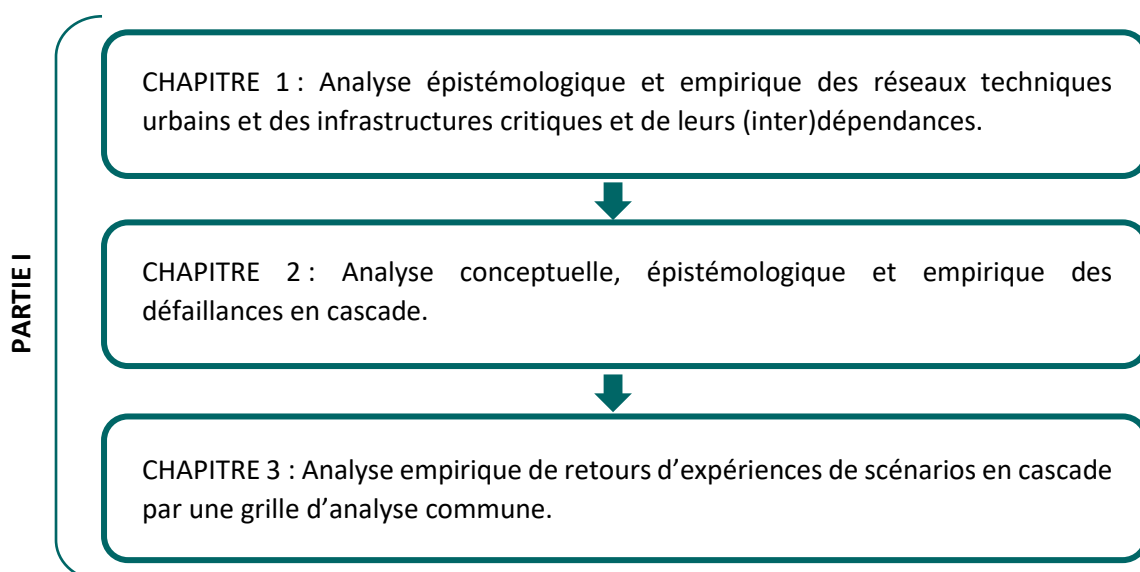 PARTIE I
CHAPITRE 1 : Analyse épistémologique et empirique des réseaux techniques
urbains et des infrastructures critiques et de leurs (inter)dépendances.
CHAPITRE 2 : Analyse conceptuelle, épistémologique et empirique des
défaillances en cascade.
CHAPITRE 3 : Analyse empirique de retours d’expériences de scénarios en cascade
par une grille d’analyse commune.